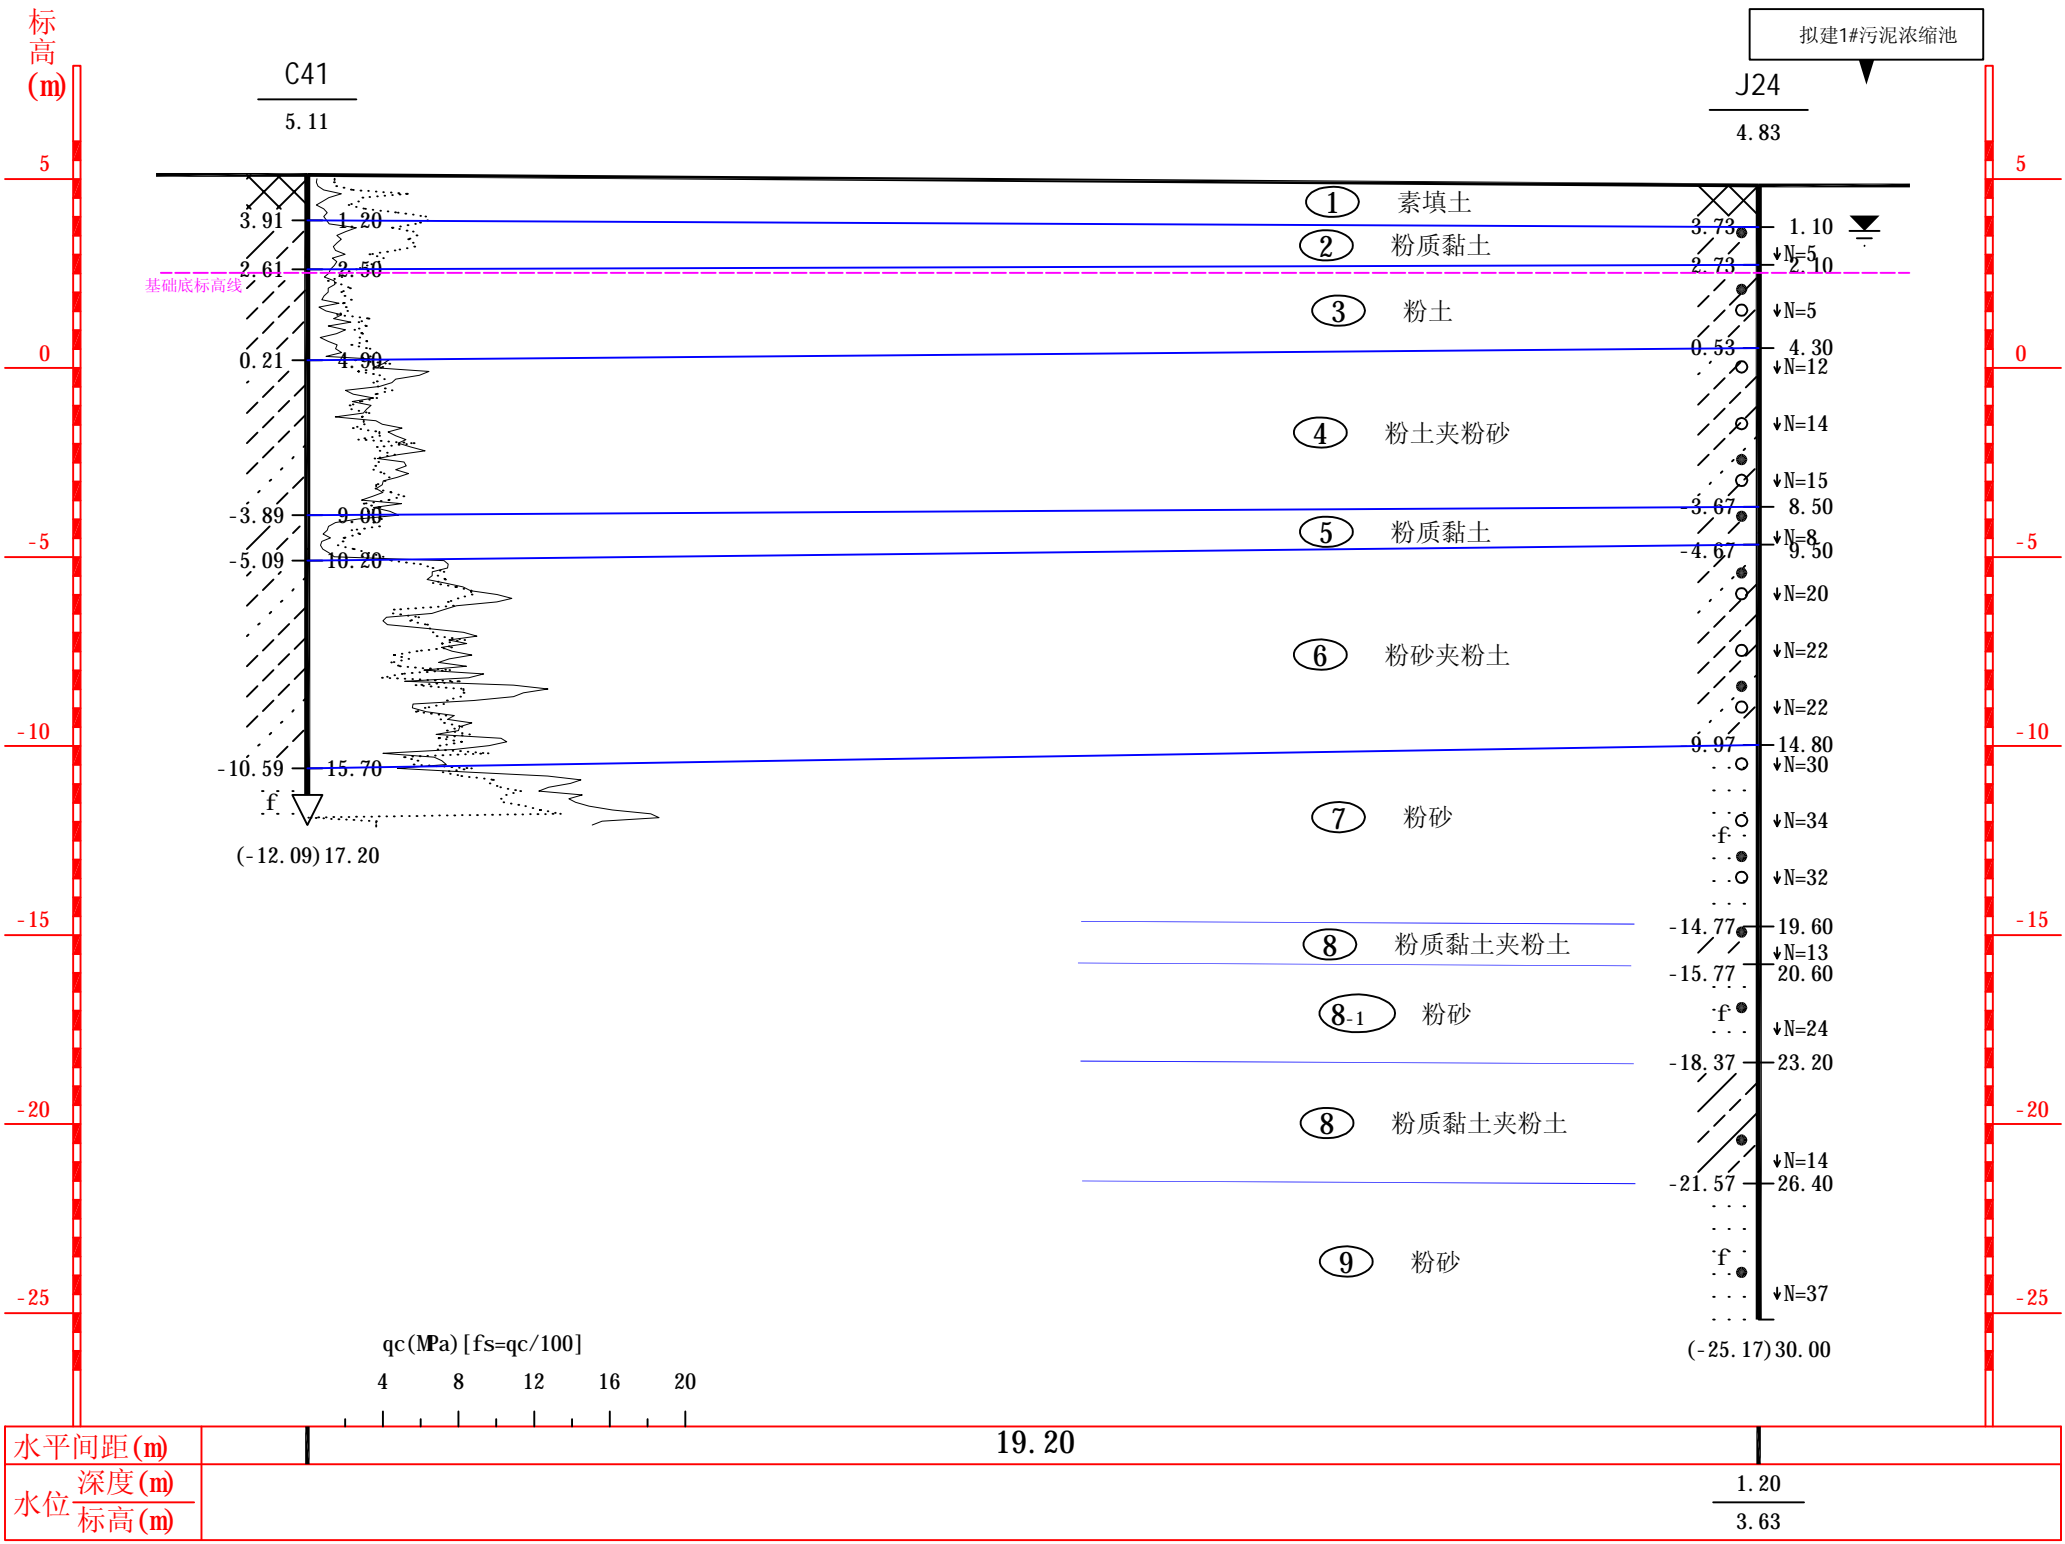 标
高
(m)
拟建1#污泥浓缩池
C41
5.11
J24
4.83
5
5
① 素填土
3.91 1.20
3.73 1.10
② 粉质黏土
N=5
2.61 2.50
2.73 2.10
基础底标高线
③ 粉土
N=5
0
0
0.21 4.90
0.53 4.30
N=12
④ 粉土夹粉砂
N=14
N=15
-3.89 9.00
-3.67 8.50
⑤ 粉质黏土
N=8
-5
-5
-5.09 10.20
-4.67 9.50
N=20
⑥ 粉砂夹粉土
N=22
N=22
-10
-10
-10.59 15.70
-9.97 14.80
N=30
f
⑦ 粉砂
N=34
f
(-12.09)17.20
N=32
-15
-15
-14.77 19.60
⑧ 粉质黏土夹粉土
N=13
-15.77 20.60
8-1 粉砂
f
N=24
-18.37 23.20
-20
-20
⑧ 粉质黏土夹粉土
N=14
-21.57 26.40
⑨ 粉砂
f
N=37
-25
-25
qc(MPa)[fs=qc/100]
(-25.17)30.00
4 8 12 16 20
水平间距(m) 19.20
水位 深度(m) 1.20
标高(m) 3.63